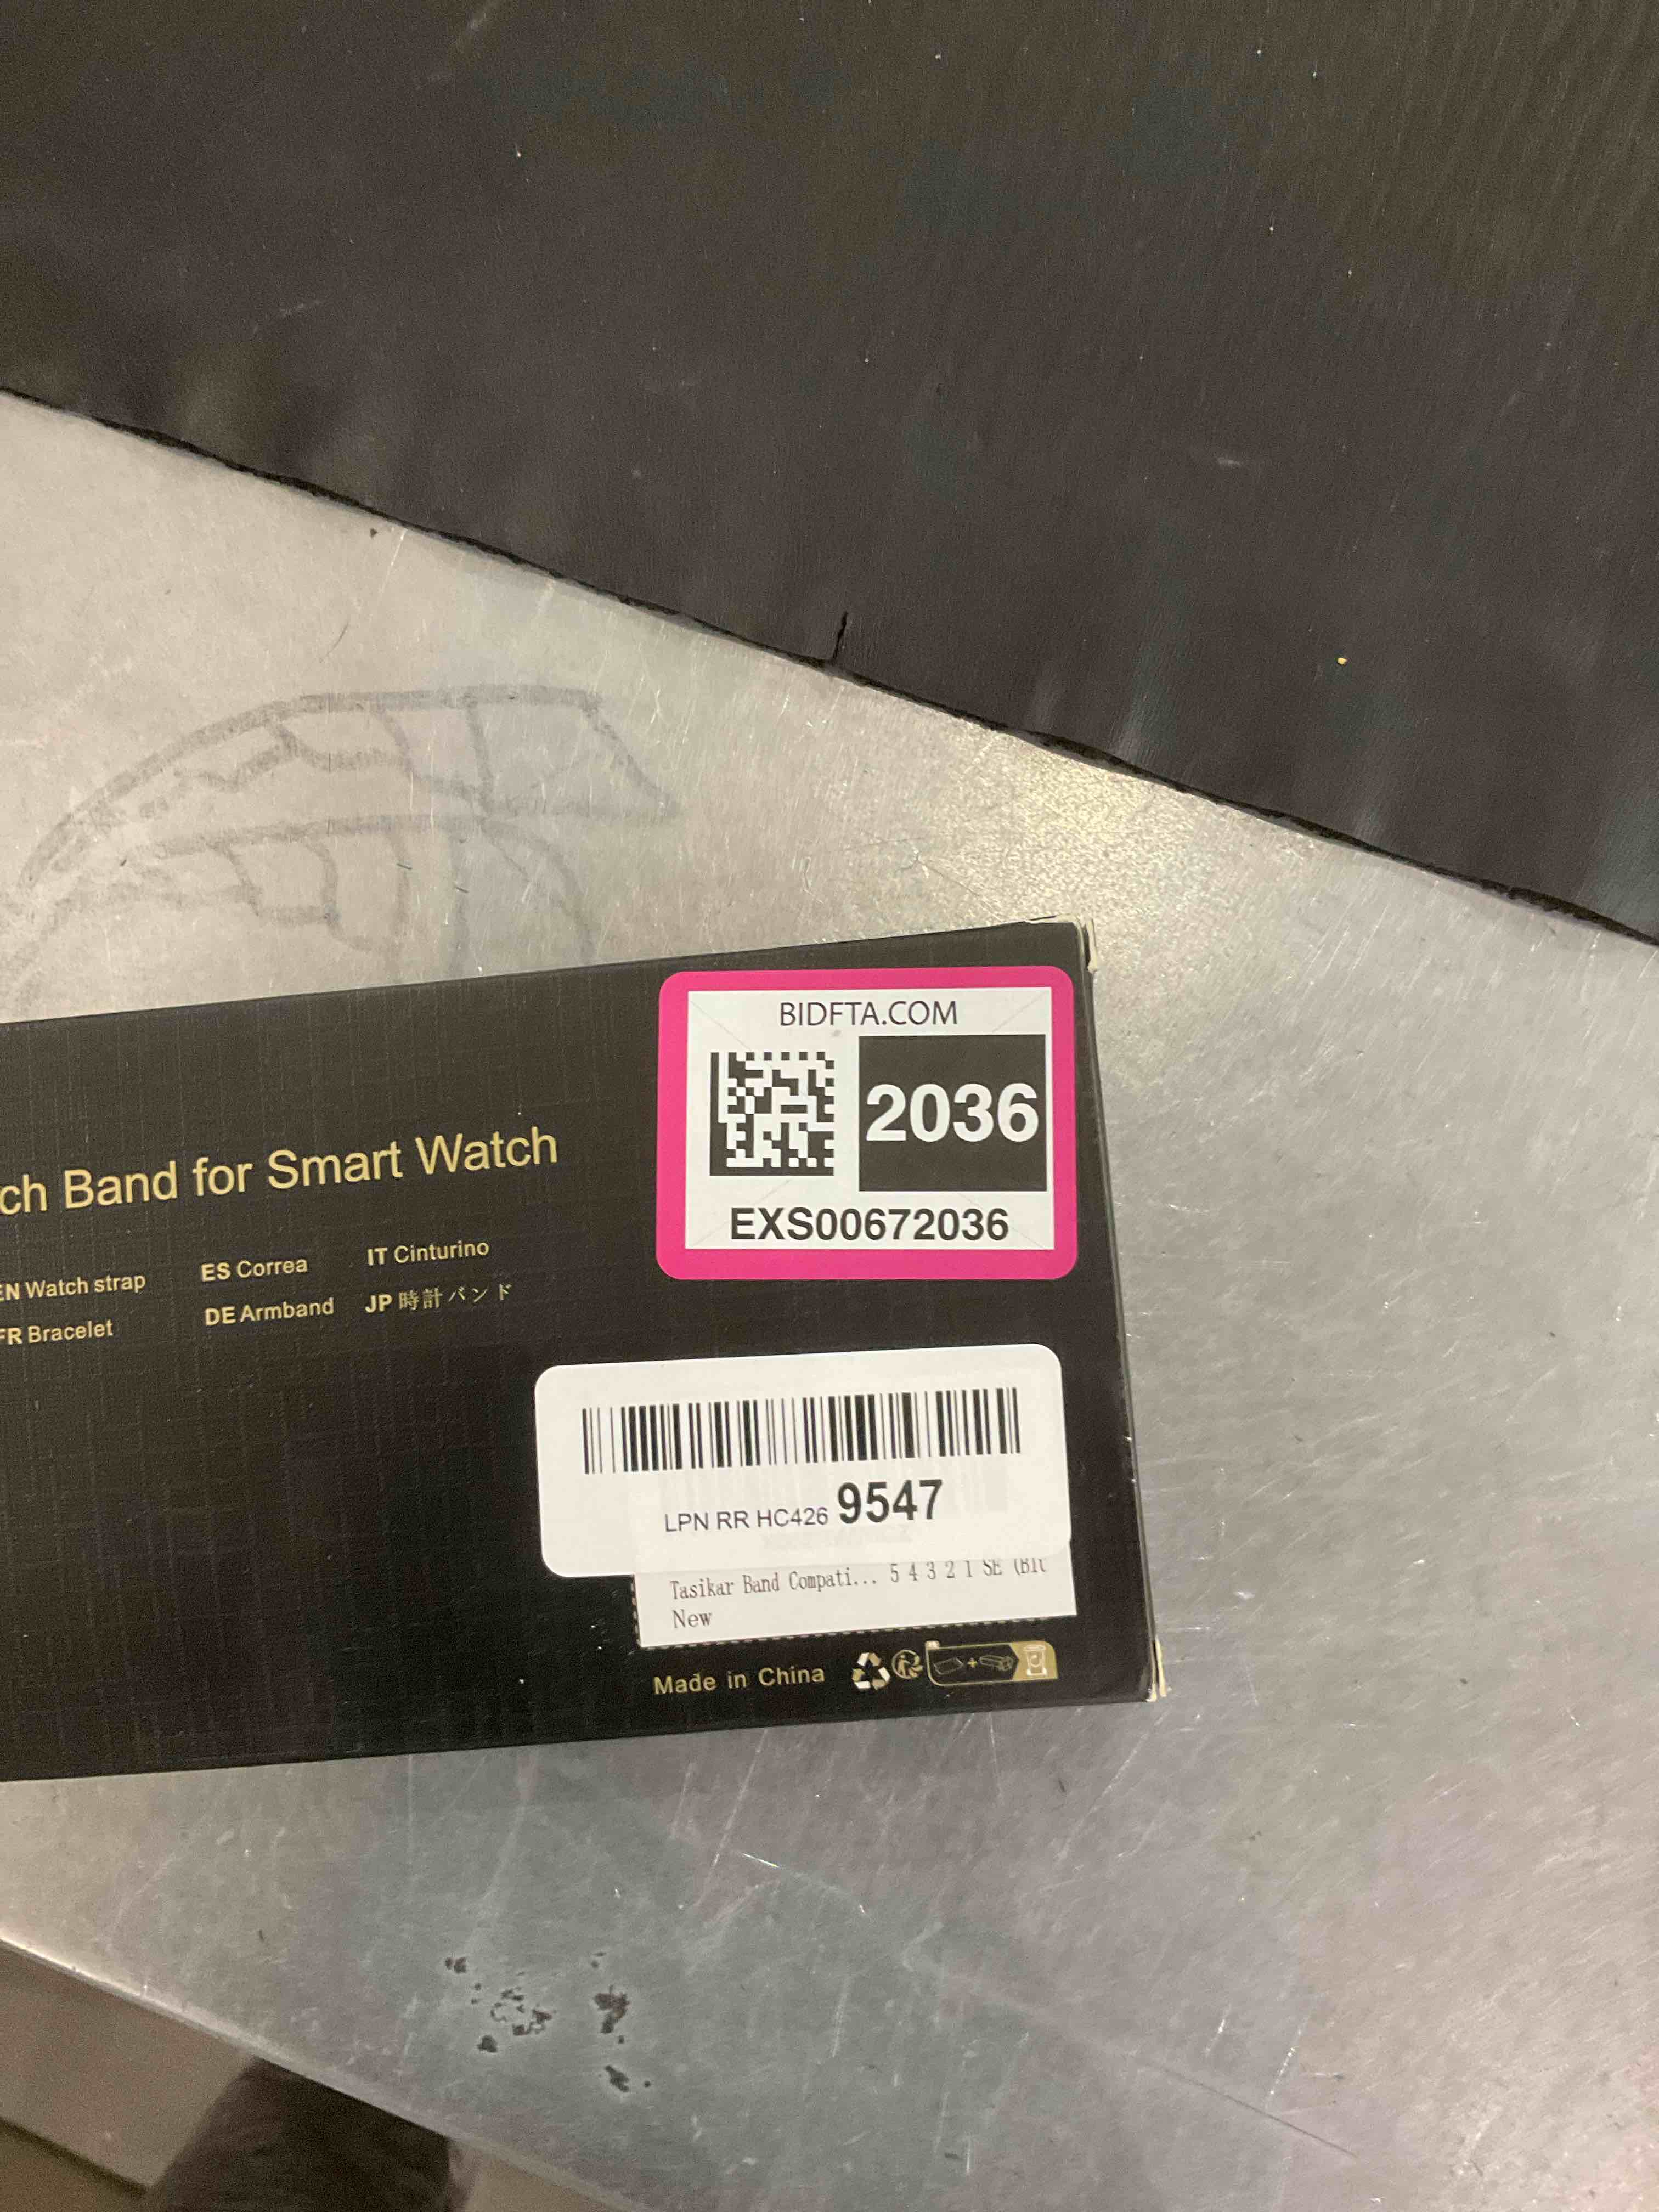 BIDFTA.COM
2036
EXS00672036
Band for Smart Watch
Watch strap
ES Correa
IT Cinturino
FR Bracelet
DE Armband
JP 時計バンド
LPN RR HC426 9547
Tasikar Band Compati... 5 4 3 2 1 SE
New
Made in China